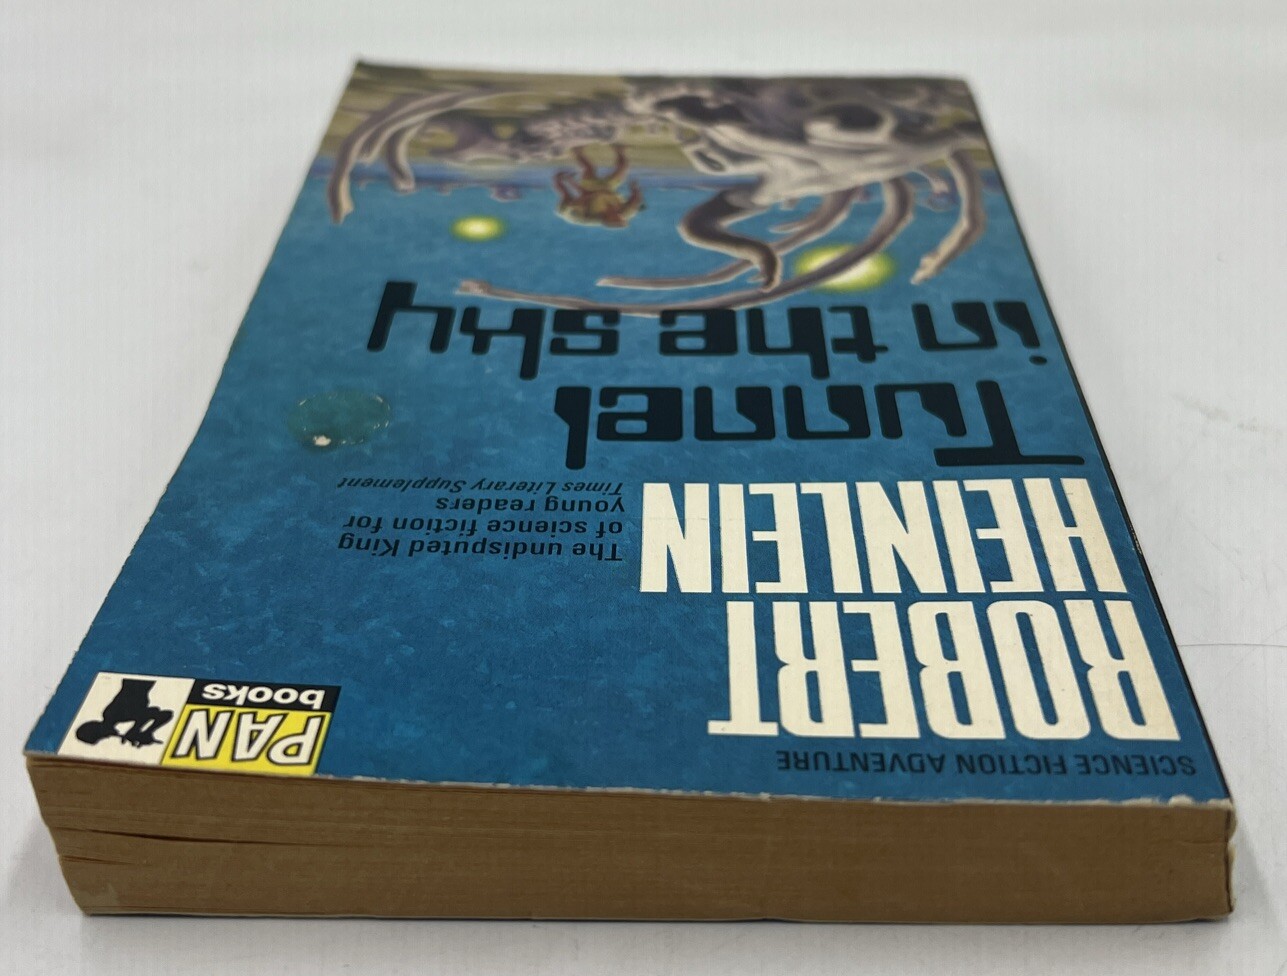 SCIENCE FICTION ADVENTURE
ROBERT
HEINLEIN
PAN
books
The undisputed King
of science fiction for
young readers
Times Literary Supplement
Tunnel
in the sky